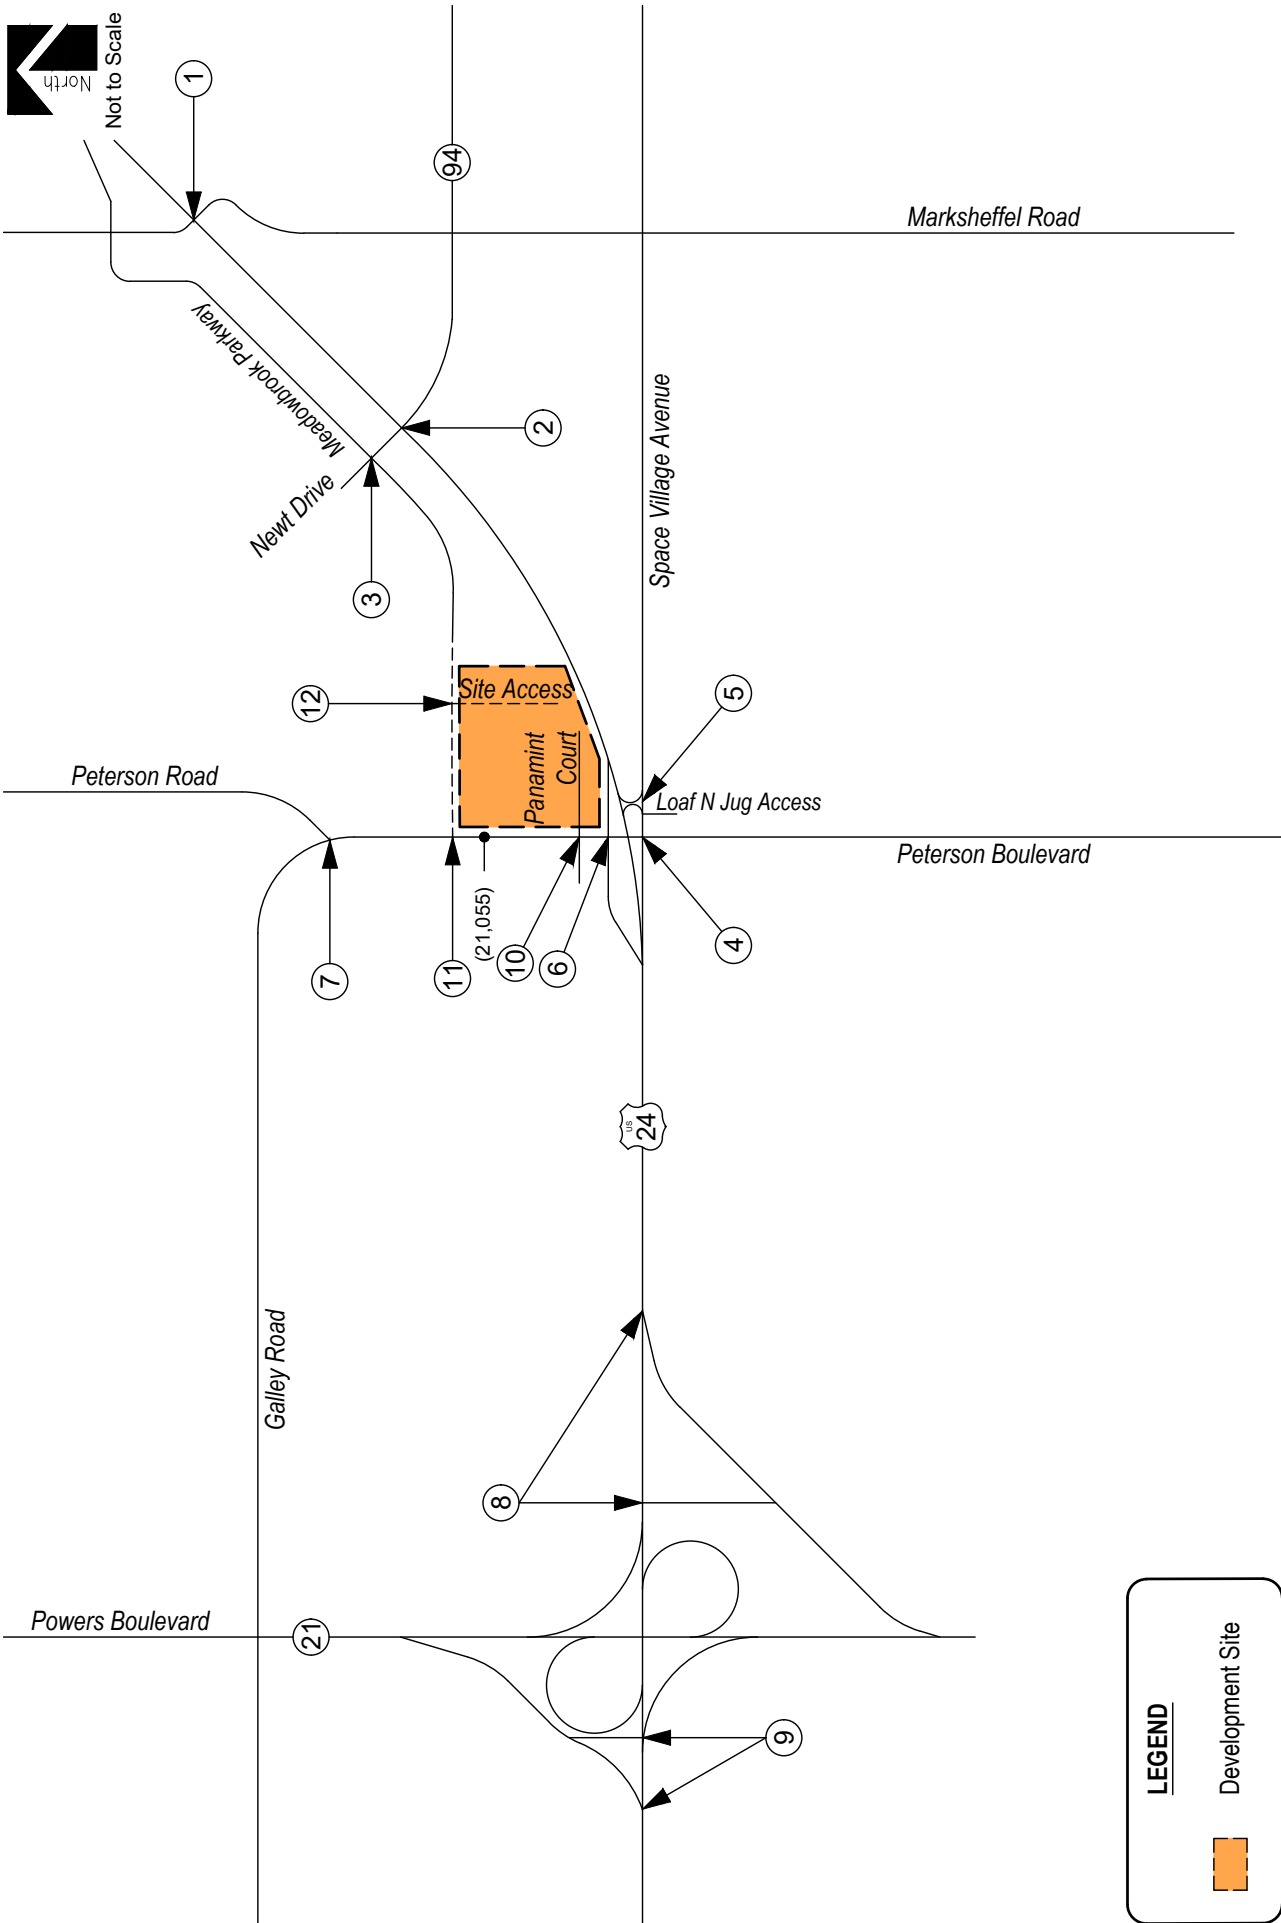 North
Not to Scale
1
94
Marksheffel Road
Meadowbrook Parkway
2
Newt Drive
3
Space Village Avenue
12
Site Access
5
Panamint
Court
Peterson Road
Loaf N Jug Access
Peterson Boulevard
(21,055)
7
11
10
6
4
US
24
Galley Road
8
Powers Boulevard
21
9
LEGEND
Development Site